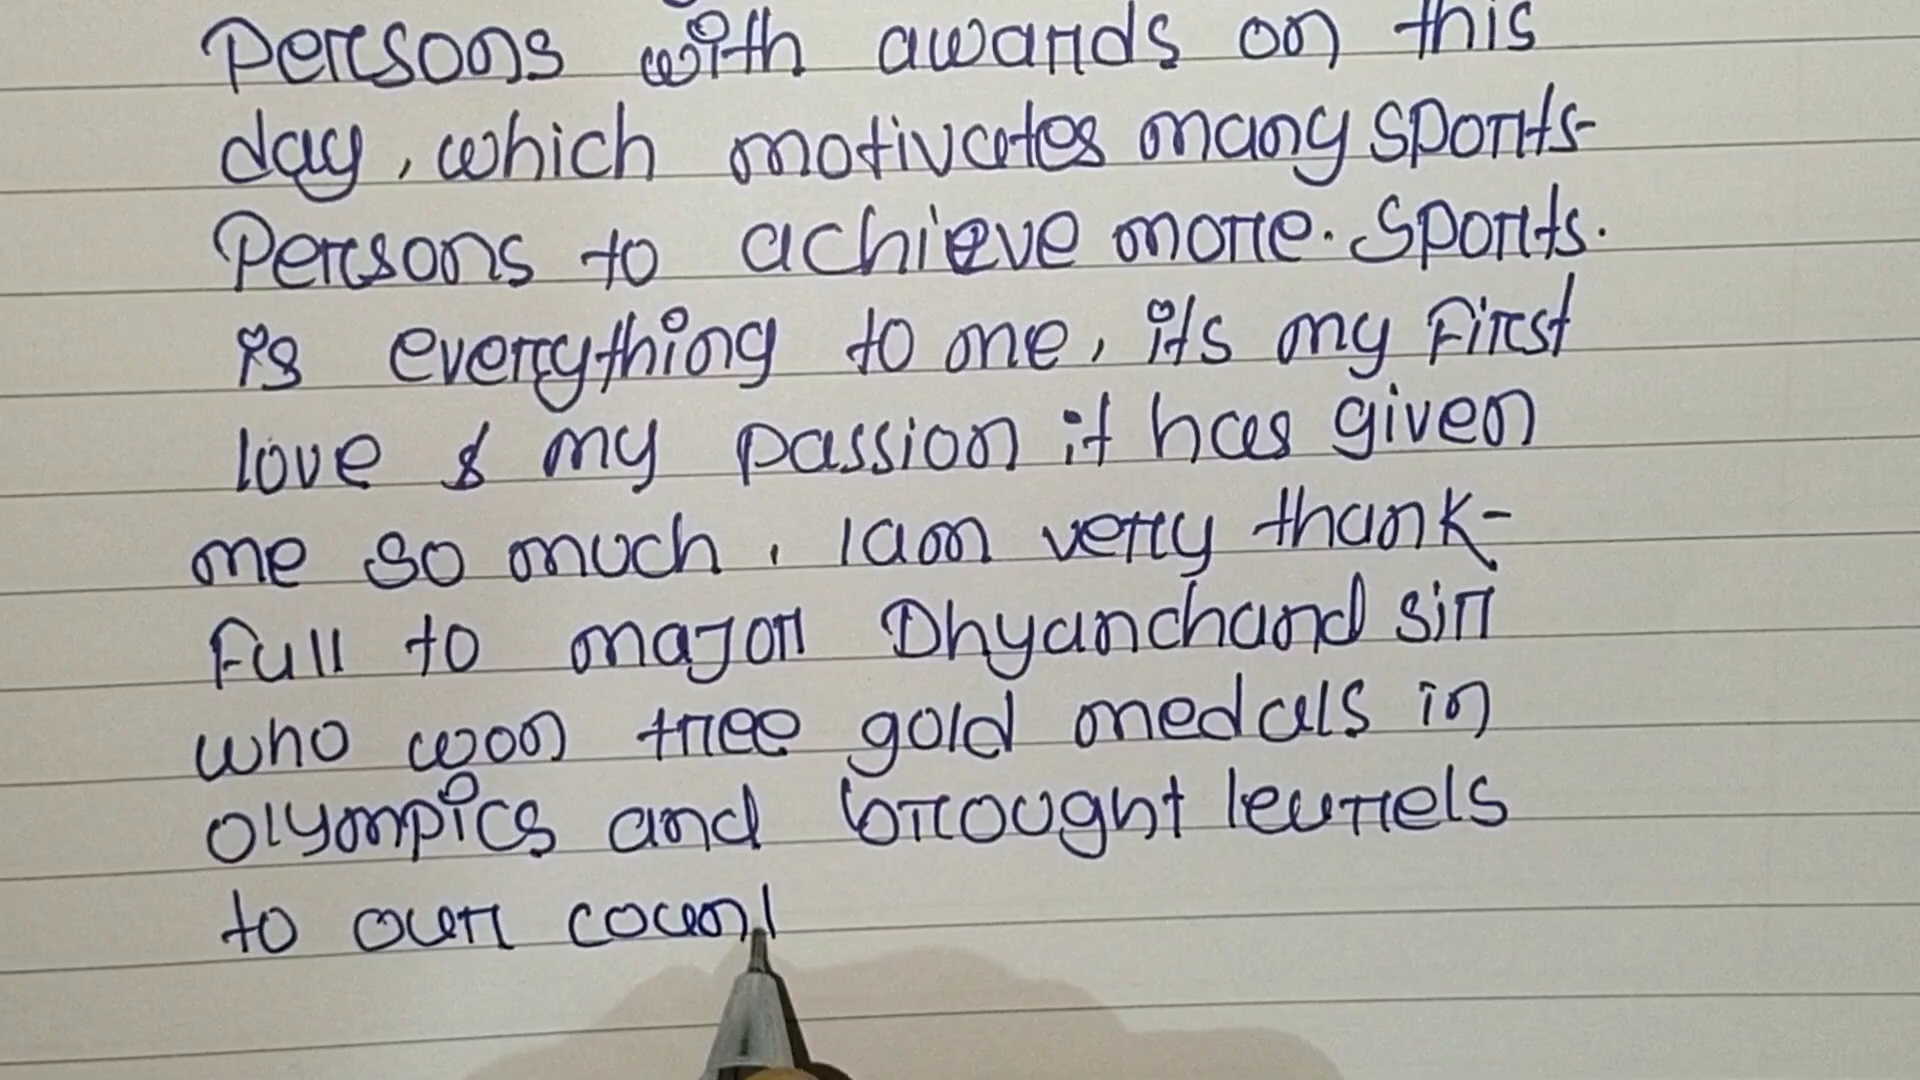 Persons with awards on this
day, which motivates many sports-
Persons to achieve more. Sports.
is everything to me, its my First
love & my passion it has given
me so much. I am very thank-
Full to major Dhyanchand sir
who won tree gold medals in
Olympics and brought leurels
to our count